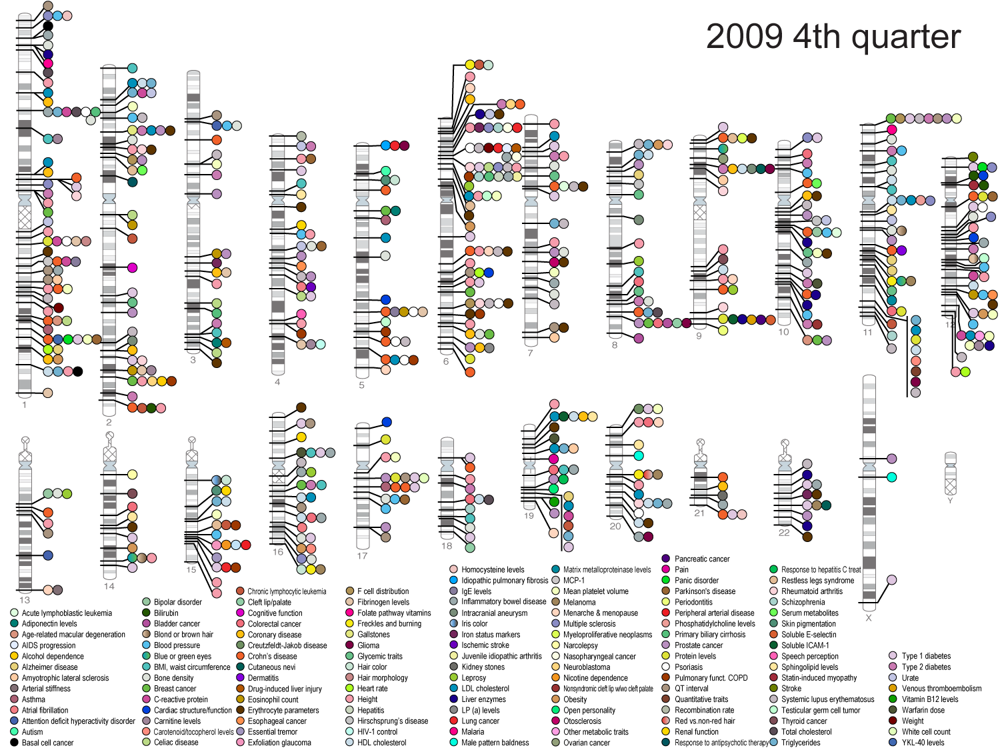 2009 4th quarter
1
2
3
4
5
6
7
8
9
10
11
12
13
14
15
16
17
18
19
20
21
22
X
Y
Acute lymphoblastic leukemia
Adiponectin levels
Age-related macular degeneration
AIDS progression
Alcohol dependence
Alzheimer disease
Amyotrophic lateral sclerosis
Arterial stiffness
Asthma
Atrial fibrillation
Attention deficit hyperactivity disorder
Autism
Basal cell cancer
Bipolar disorder
Bilirubin
Bladder cancer
Blond or brown hair
Blood pressure
Blue or green eyes
BMI, waist circumference
Bone density
Breast cancer
C-reactive protein
Cardiac structure/function
Carnitine levels
Carotenoid/tocopherol levels
Celiac disease
Chronic lymphocytic leukemia
Cleft lip/palate
Cognitive function
Colorectal cancer
Coronary disease
Creutzfeldt-Jakob disease
Crohn's disease
Cutaneous nevi
Dermatitis
Drug-induced liver injury
Eosinophil count
Erythrocyte parameters
Esophageal cancer
Essential tremor
Exfoliation glaucoma
F cell distribution
Fibrinogen levels
Folate pathway vitamins
Freckles and burning
Gallstones
Glioma
Glycemic traits
Hair color
Hair morphology
Heart rate
Height
Hepatitis
Hirschsprung's disease
HIV-1 control
HDL cholesterol
Homocysteine levels
Idiopathic pulmonary fibrosis
IgE levels
Inflammatory bowel disease
Intracranial aneurysm
Iris color
Iron status markers
Ischemic stroke
Juvenile idiopathic arthritis
Kidney stones
Leprosy
LDL cholesterol
Liver enzymes
LP (a) levels
Lung cancer
Malaria
Male pattern baldness
Matrix metalloproteinase levels
MCP-1
Mean platelet volume
Melanoma
Menarche & menopause
Multiple sclerosis
Myeloproliferative neoplasms
Narcolepsy
Nasopharyngeal cancer
Neuroblastoma
Nicotine dependence
Nonsyndromic cleft lip w/wo cleft palate
Obesity
Open personality
Otosclerosis
Other metabolic traits
Ovarian cancer
Pancreatic cancer
Pain
Panic disorder
Parkinson's disease
Periodontitis
Peripheral arterial disease
Phosphatidylcholine levels
Primary biliary cirrhosis
Prostate cancer
Protein levels
Psoriasis
Pulmonary funct. COPD
QT interval
Quantitative traits
Recombination rate
Red vs.non-red hair
Renal function
Response to antipsychotic therapy
Response to hepatitis C treat
Restless legs syndrome
Rheumatoid arthritis
Schizophrenia
Serum metabolites
Skin pigmentation
Soluble E-selectin
Soluble ICAM-1
Speech perception
Sphingolipid levels
Statin-induced myopathy
Stroke
Systemic lupus erythematosus
Testicular germ cell tumor
Thyroid cancer
Total cholesterol
Triglycerides
Type 1 diabetes
Type 2 diabetes
Urate
Venous thromboembolism
Vitamin B12 levels
Warfarin dose
Weight
White cell count
YKL-40 levels